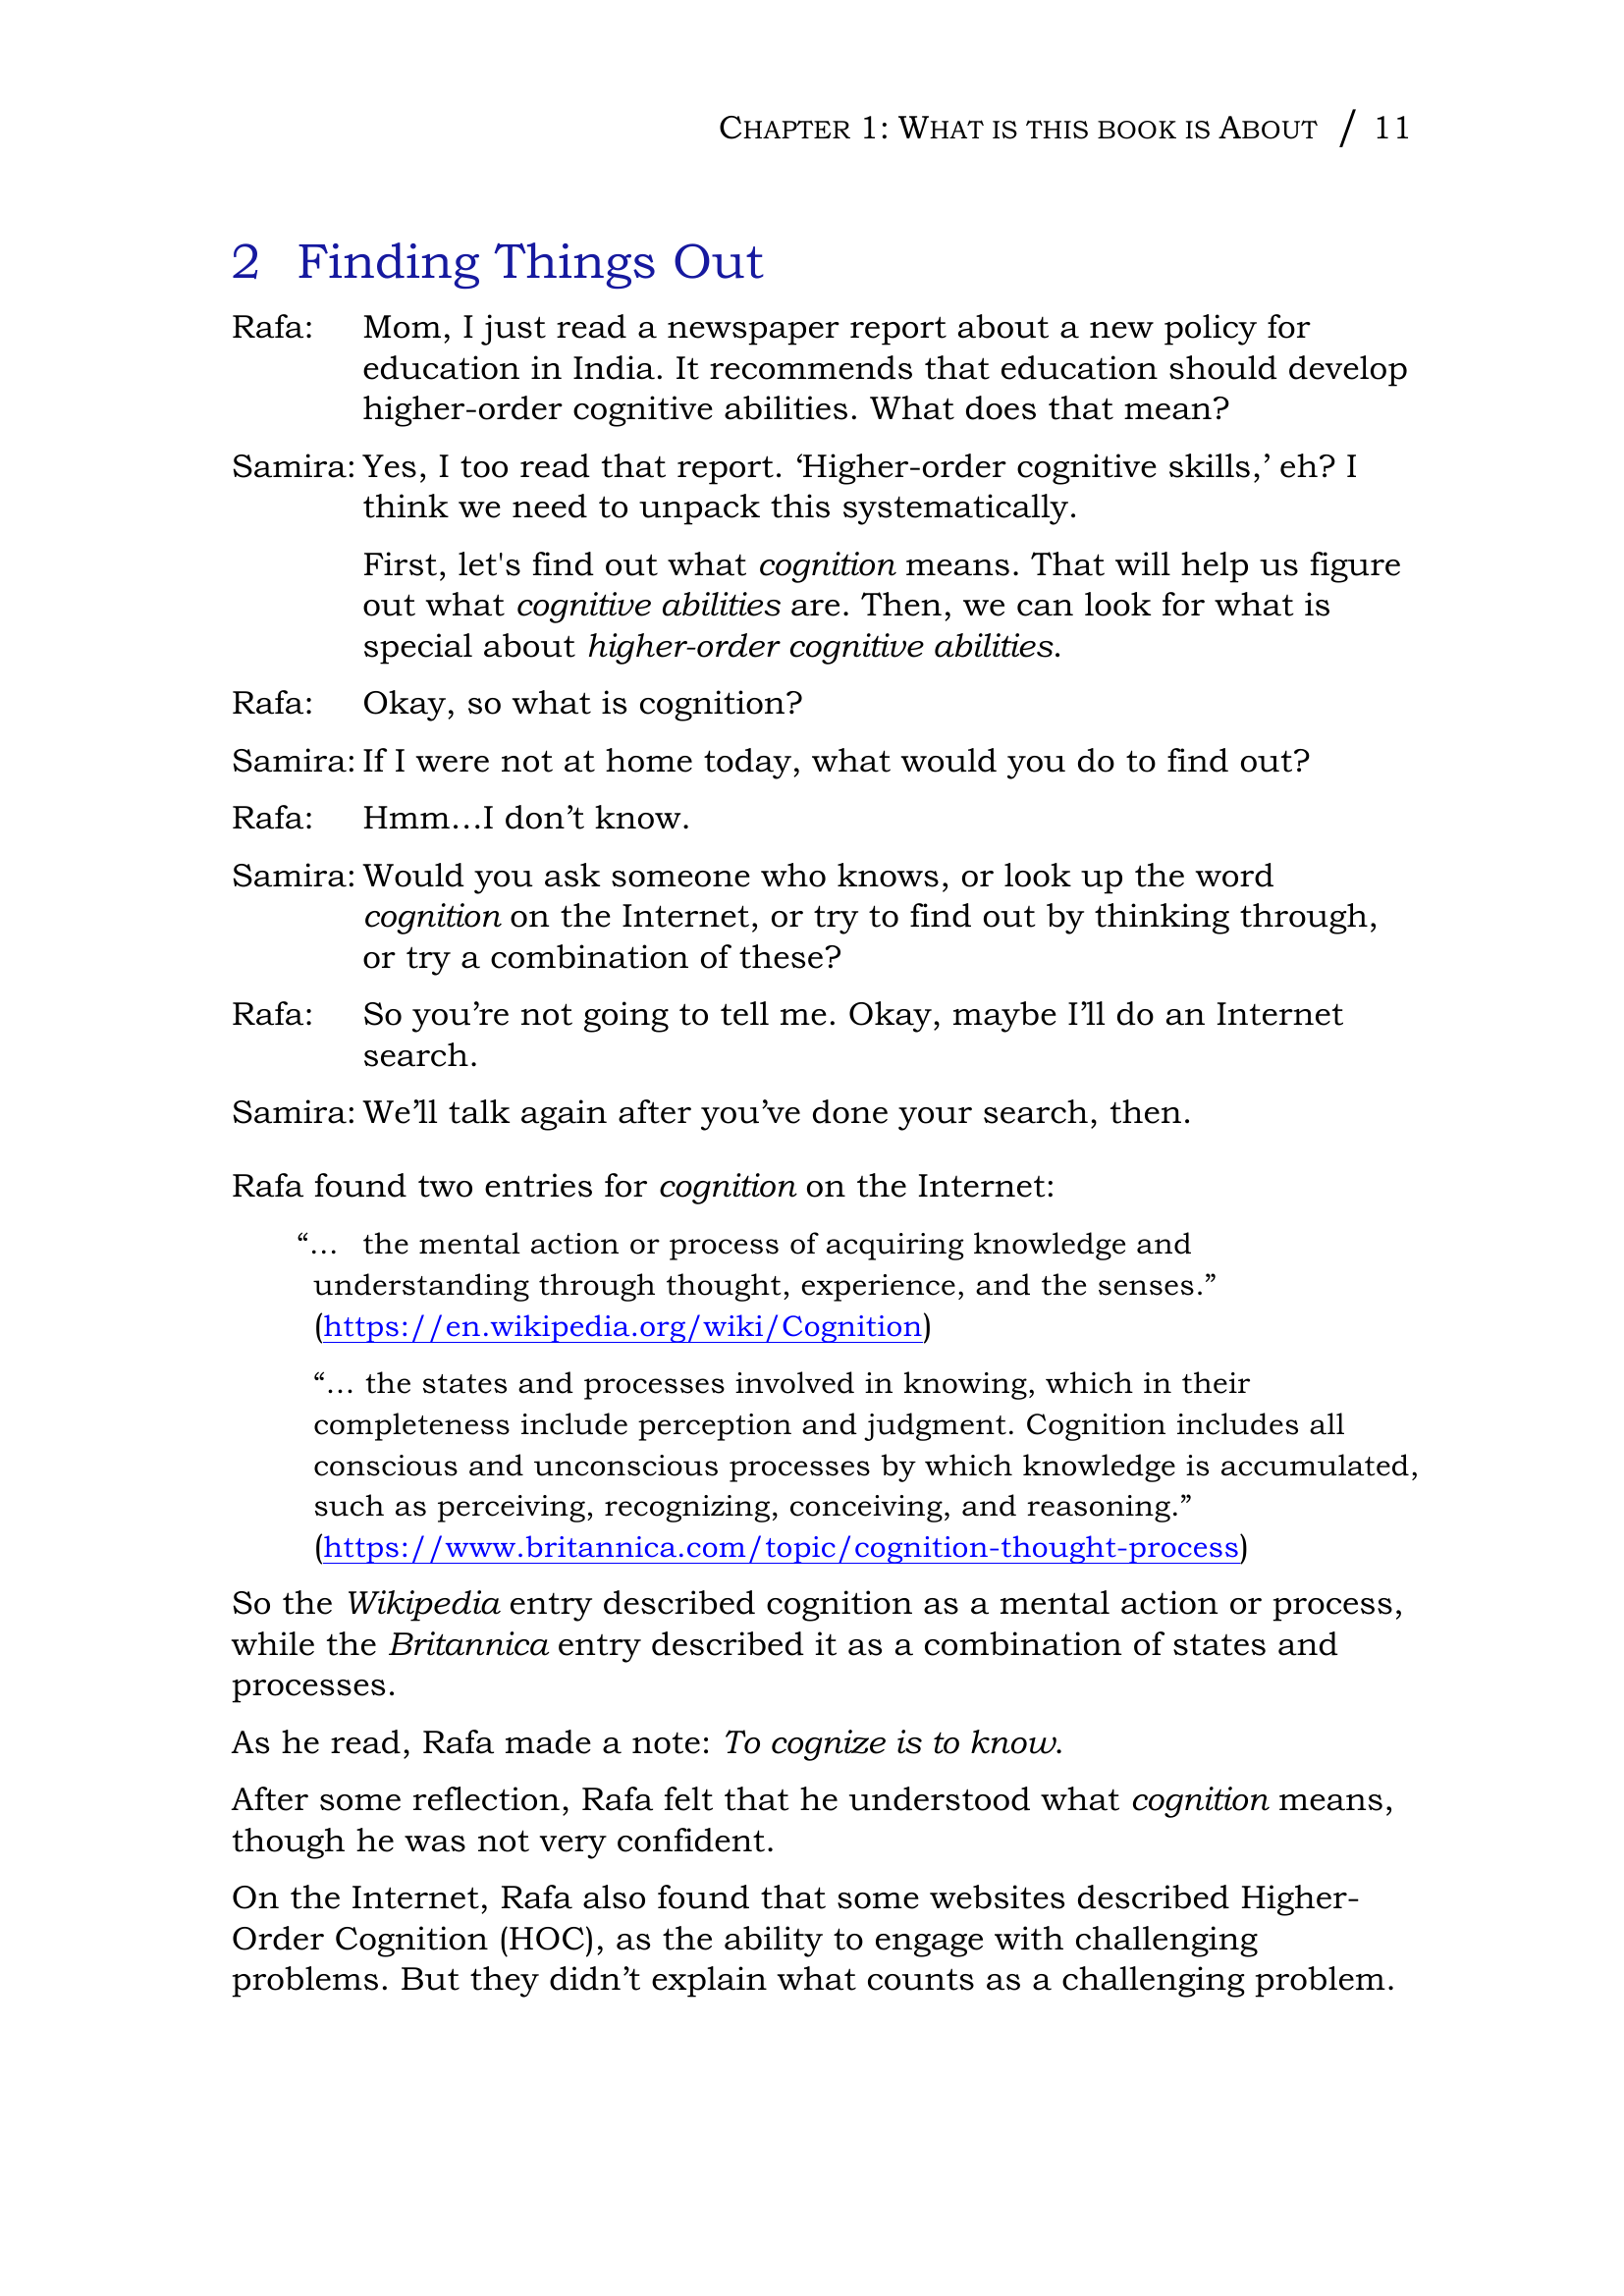 CHAPTER 1: WHAT IS THIS BOOK IS ABOUT / 11
2 Finding Things Out
Rafa: Mom, I just read a newspaper report about a new policy for
education in India. It recommends that education should develop
higher-order cognitive abilities. What does that mean?
Samira: Yes, I too read that report. ‘Higher-order cognitive skills,’ eh? I
think we need to unpack this systematically.
First, let's find out what cognition means. That will help us figure
out what cognitive abilities are. Then, we can look for what is
special about higher-order cognitive abilities.
Rafa: Okay, so what is cognition?
Samira: If I were not at home today, what would you do to find out?
Rafa: Hmm…I don’t know.
Samira: Would you ask someone who knows, or look up the word
cognition on the Internet, or try to find out by thinking through,
or try a combination of these?
Rafa: So you’re not going to tell me. Okay, maybe I’ll do an Internet
search.
Samira: We’ll talk again after you’ve done your search, then.
Rafa found two entries for cognition on the Internet:
“… the mental action or process of acquiring knowledge and
understanding through thought, experience, and the senses.”
(https://en.wikipedia.org/wiki/Cognition)
“… the states and processes involved in knowing, which in their
completeness include perception and judgment. Cognition includes all
conscious and unconscious processes by which knowledge is accumulated,
such as perceiving, recognizing, conceiving, and reasoning.”
(https://www.britannica.com/topic/cognition-thought-process)
So the Wikipedia entry described cognition as a mental action or process,
while the Britannica entry described it as a combination of states and
processes.
As he read, Rafa made a note: To cognize is to know.
After some reflection, Rafa felt that he understood what cognition means,
though he was not very confident.
On the Internet, Rafa also found that some websites described Higher-
Order Cognition (HOC), as the ability to engage with challenging
problems. But they didn’t explain what counts as a challenging problem.